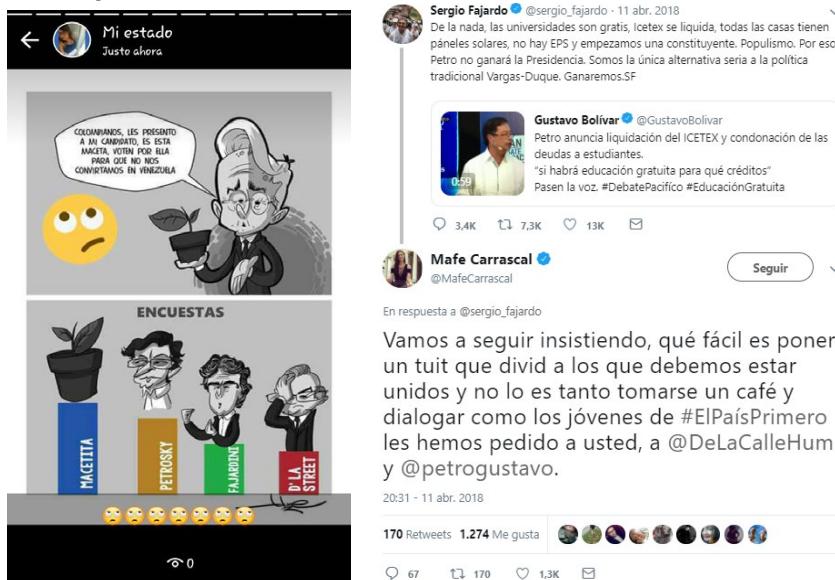 Mi estado
Justo ahora
COLOMBIANOS, LES PRESENTO
A MI CANDIDATO, ES ESTA
MACETA, VOTEN POR ELLA
PARA QUE NO NOS
CONVIRTAMOS EN VENEZUELA
ENCUESTAS
MACETITA
PETROSKY
FAJARDINI
D' LA
STREET
0
Sergio Fajardo @sergio_fajardo · 11 abr. 2018
De la nada, las universidades son gratis, Icetex se liquida, todas las casas tienen
páneles solares, no hay EPS y empezamos una constituyente. Populismo. Por eso
Petro no ganará la Presidencia. Somos la única alternativa seria a la política
tradicional Vargas-Duque. Ganaremos.SF
Gustavo Bolívar @GustavoBolivar
Petro anuncia liquidación del ICETEX y condonación de las
deudas a estudiantes.
"si habrá educación gratuita para qué créditos"
Pasen la voz. #DebatePacifíco #EducaciónGratuita
0:59
3,4K 7,3K 13K
Mafe Carrascal
@MafeCarrascal
Seguir
En respuesta a @sergio_fajardo
Vamos a seguir insistiendo, qué fácil es poner
un tuit que divid a los que debemos estar
unidos y no lo es tanto tomarse un café y
dialogar como los jóvenes de #ElPaísPrimero
les hemos pedido a usted, a @DeLaCalleHum
y @petrogustavo.
20:31 - 11 abr. 2018
170 Retweets 1.274 Me gusta
67 170 1,3K